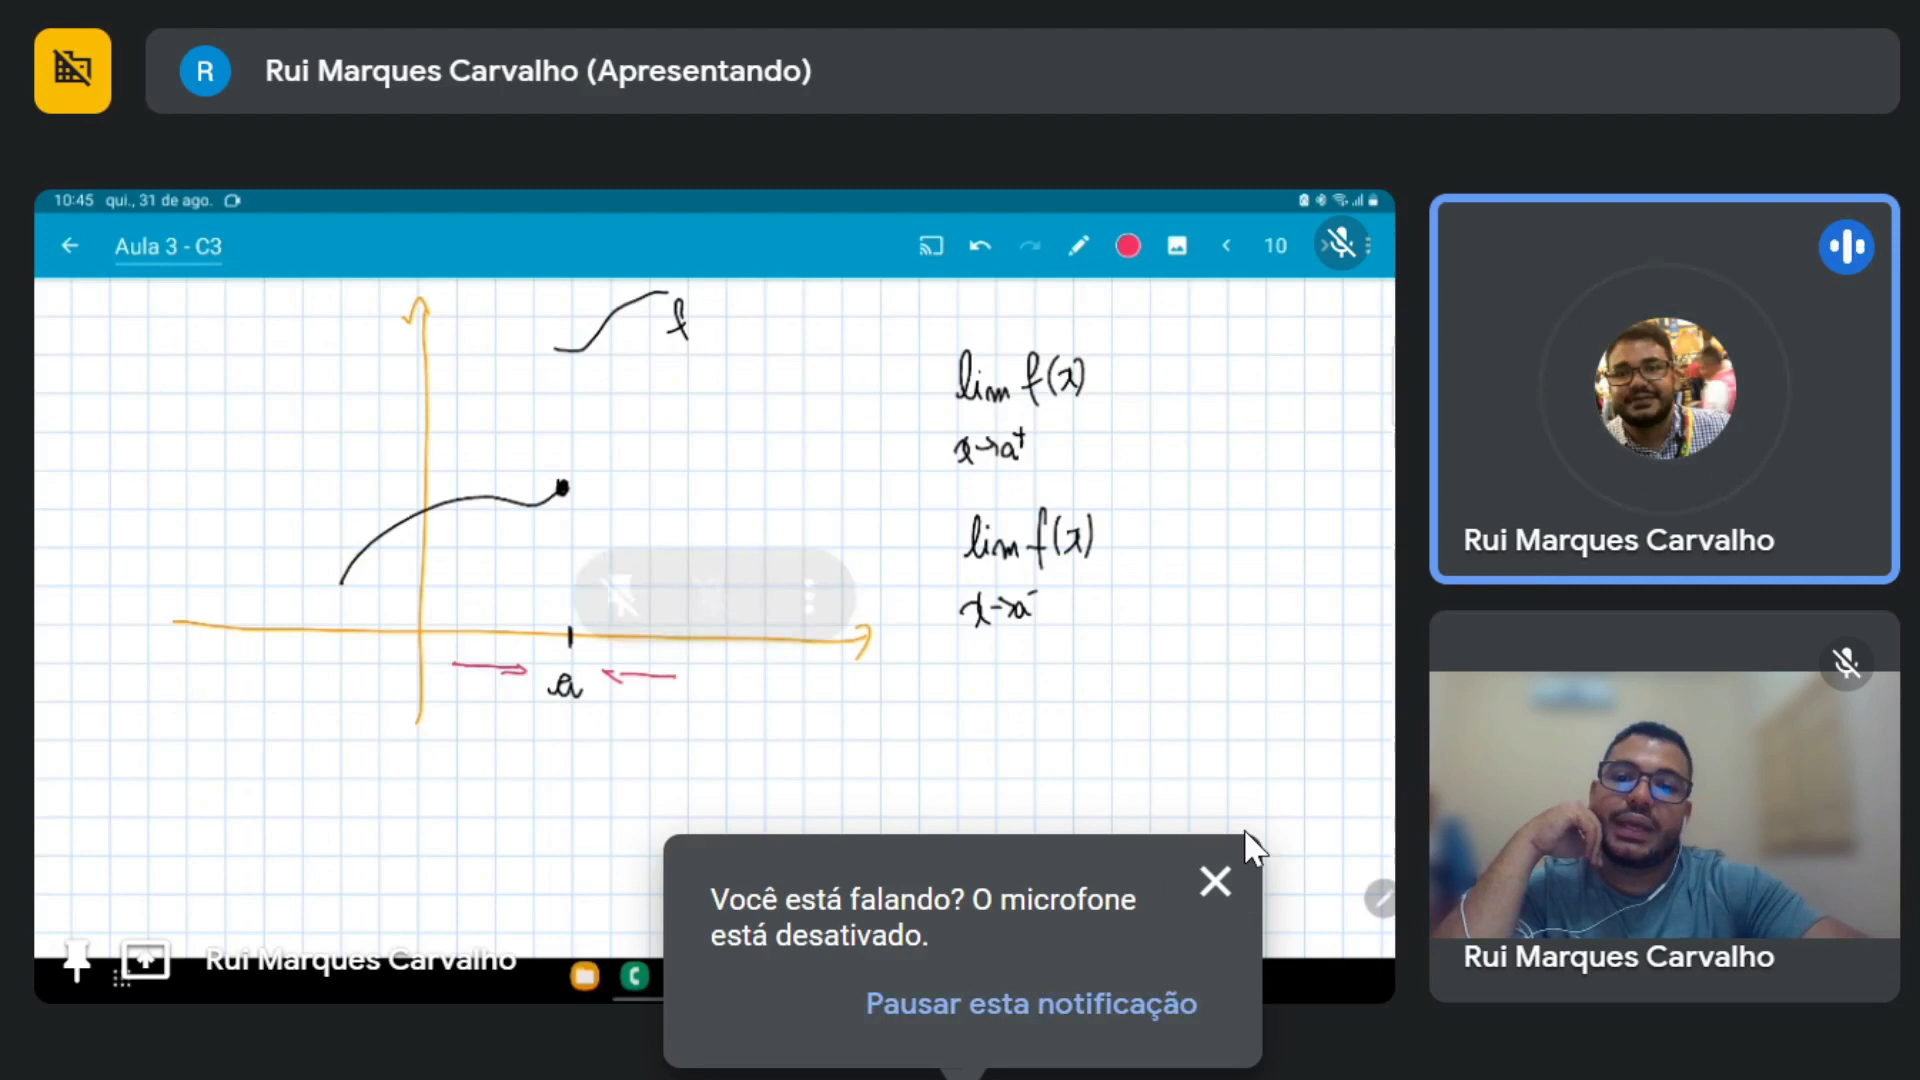 R
Rui Marques Carvalho (Apresentando)
10:45 qui., 31 de ago.
Aula 3 - C3
10
f
lim f(x)
x→a⁺
lim f(x)
x→a⁻
a
Rui Marques Carvalho
Rui Marques Carvalho
Rui Marques Carvalho
Você está falando? O microfone
está desativado.
Pausar esta notificação